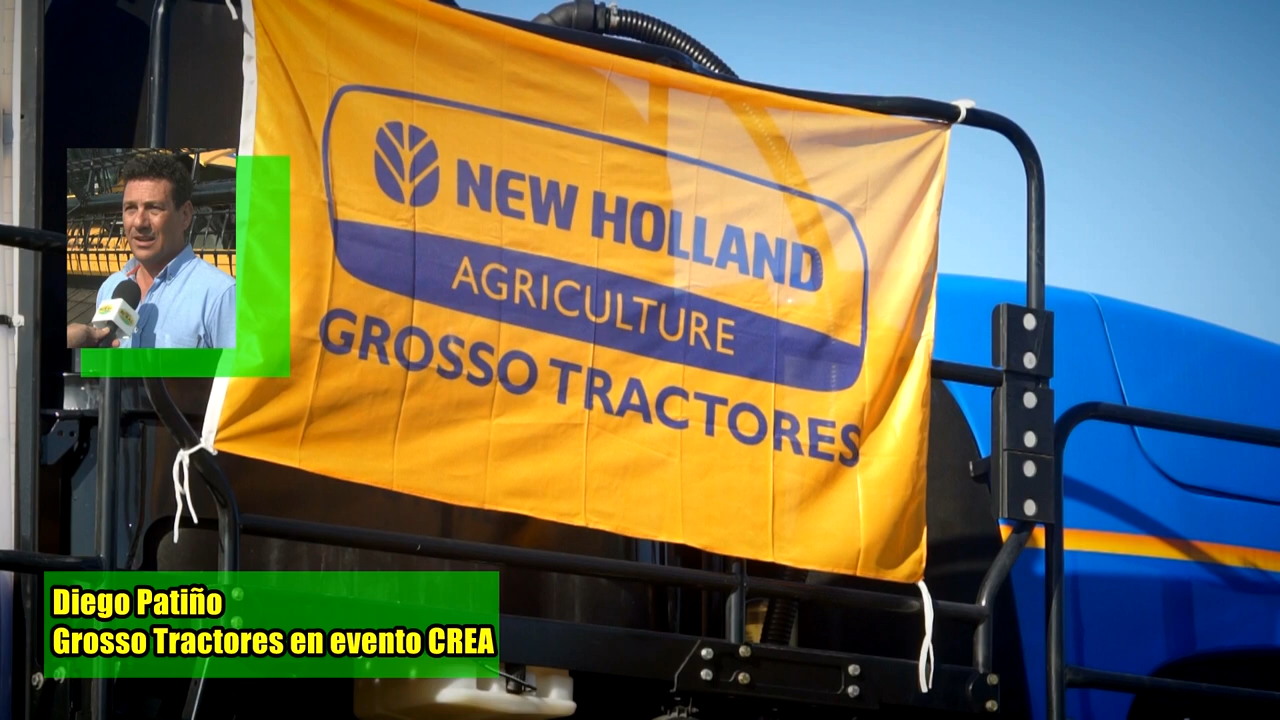 NEW HOLLAND
AGRICULTURE
GROSSO TRACTORES
Diego Patiño
Grosso Tractores en evento CREA